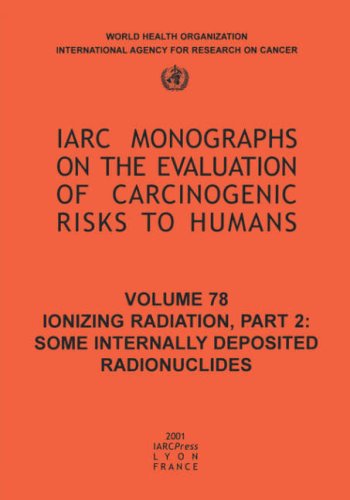 WORLD HEALTH ORGANIZATION
INTERNATIONAL AGENCY FOR RESEARCH ON CANCER
IARC MONOGRAPHS
ON THE EVALUATION
OF CARCINOGENIC
RISKS TO HUMANS
VOLUME 78
IONIZING RADIATION, PART 2:
SOME INTERNALLY DEPOSITED
RADIONUCLIDES
2001
IARCPress
LYON
FRANCE